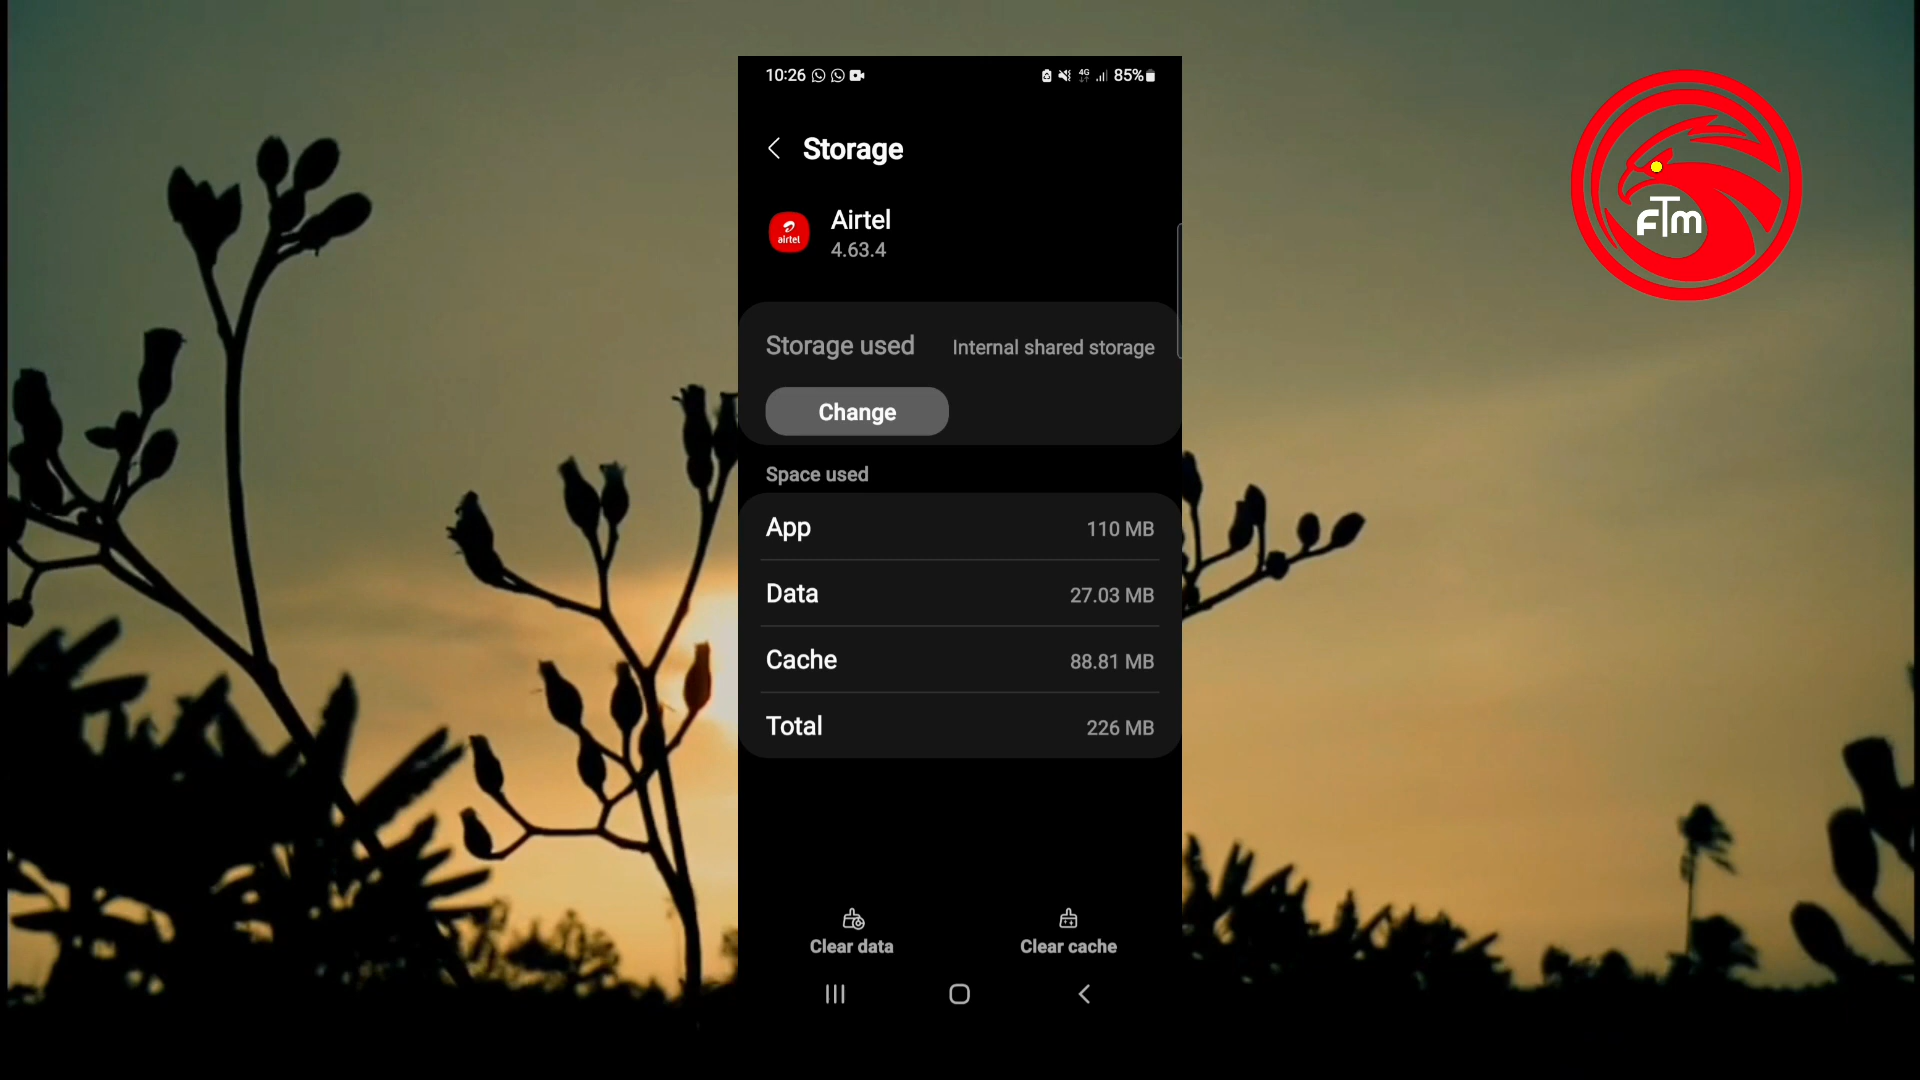 10:26 4G 85%
Storage
airtel
Airtel
4.63.4
Storage used Internal shared storage
Change
Space used
App 110 MB
Data 27.03 MB
Cache 88.81 MB
Total 226 MB
Clear data Clear cache
fTm